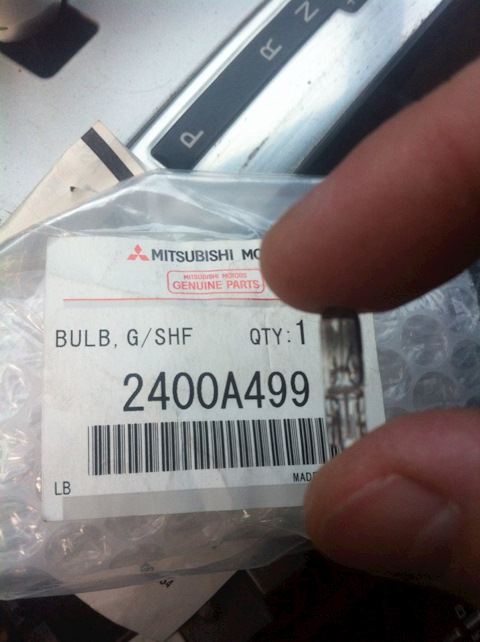 P R N
MITSUBISHI MO
MITSUBISHI MOTORS
GENUINE PARTS
BULB, G/SHF QTY:1
2400A499
LB MADE